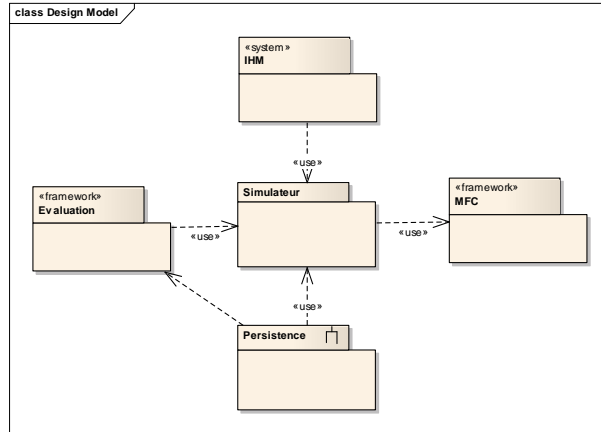 class Design Model
«system»
IHM
«use»
«framework»
Evaluation
Simulateur
«framework»
MFC
«use»
«use»
«use»
Persistence